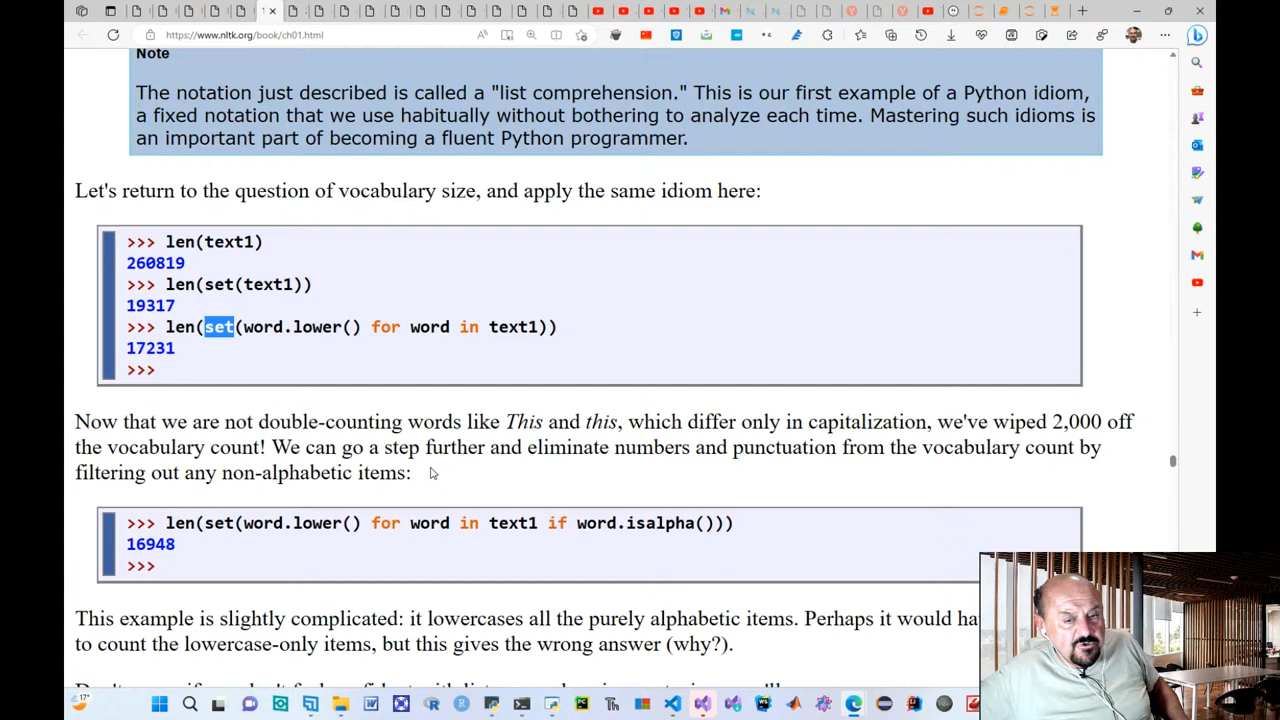 https://www.nltk.org/book/ch01.html
Note
The notation just described is called a "list comprehension." This is our first example of a Python idiom,
a fixed notation that we use habitually without bothering to analyze each time. Mastering such idioms is
an important part of becoming a fluent Python programmer.
Let's return to the question of vocabulary size, and apply the same idiom here:
>>> len(text1)
260819
>>> len(set(text1))
19317
>>> len(set(word.lower() for word in text1))
17231
>>>
Now that we are not double-counting words like This and this, which differ only in capitalization, we've wiped 2,000 off
the vocabulary count! We can go a step further and eliminate numbers and punctuation from the vocabulary count by
filtering out any non-alphabetic items:
>>> len(set(word.lower() for word in text1 if word.isalpha()))
16948
>>>
This example is slightly complicated: it lowercases all the purely alphabetic items. Perhaps it would
to count the lowercase-only items, but this gives the wrong answer (why?).
17°